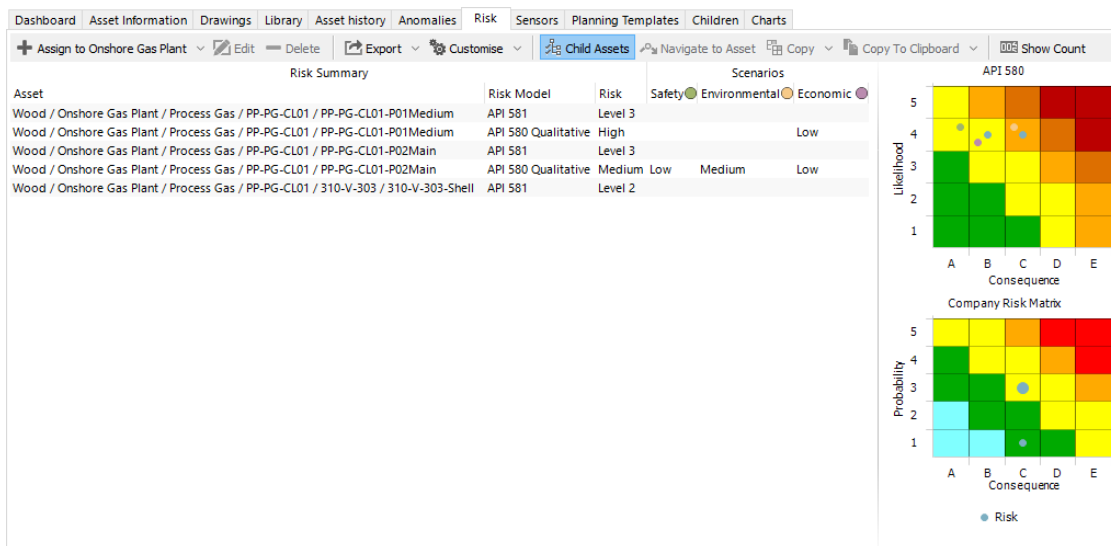 Dashboard Asset Information Drawings Library Asset history Anomalies Risk Sensors Planning Templates Children Charts
Assign to Onshore Gas Plant Edit Delete Export Customise Child Assets Navigate to Asset Copy Copy To Clipboard 003 Show Count
Risk Summary Scenarios
Asset Risk Model Risk Safety Environmental Economic
Wood / Onshore Gas Plant / Process Gas / PP-PG-CL01 / PP-PG-CL01-P01Medium API 581 Level 3
Wood / Onshore Gas Plant / Process Gas / PP-PG-CL01 / PP-PG-CL01-P01Medium API 580 Qualitative High Low
Wood / Onshore Gas Plant / Process Gas / PP-PG-CL01 / PP-PG-CL01-P02Main API 581 Level 3
Wood / Onshore Gas Plant / Process Gas / PP-PG-CL01 / PP-PG-CL01-P02Main API 580 Qualitative Medium Low Medium Low
Wood / Onshore Gas Plant / Process Gas / PP-PG-CL01 / 310-V-303 / 310-V-303-Shell API 581 Level 2
API 580
Likelihood
5
4
3
2
1
A B C D E
Consequence
Company Risk Matrix
Probability
5
4
3
2
1
A B C D E
Consequence
Risk